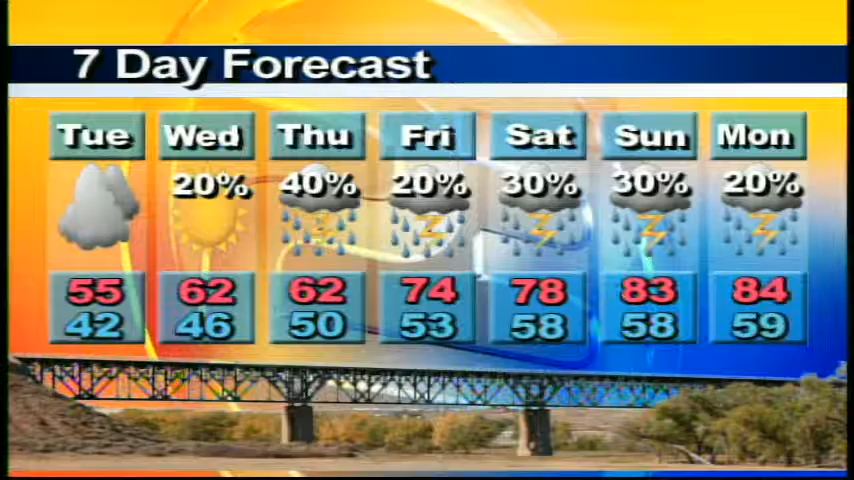 7 Day Forecast
Tue Wed Thu Fri Sat Sun Mon
20% 40% 20% 30% 30% 20%
55 62 62 74 78 83 84
42 46 50 53 58 58 59